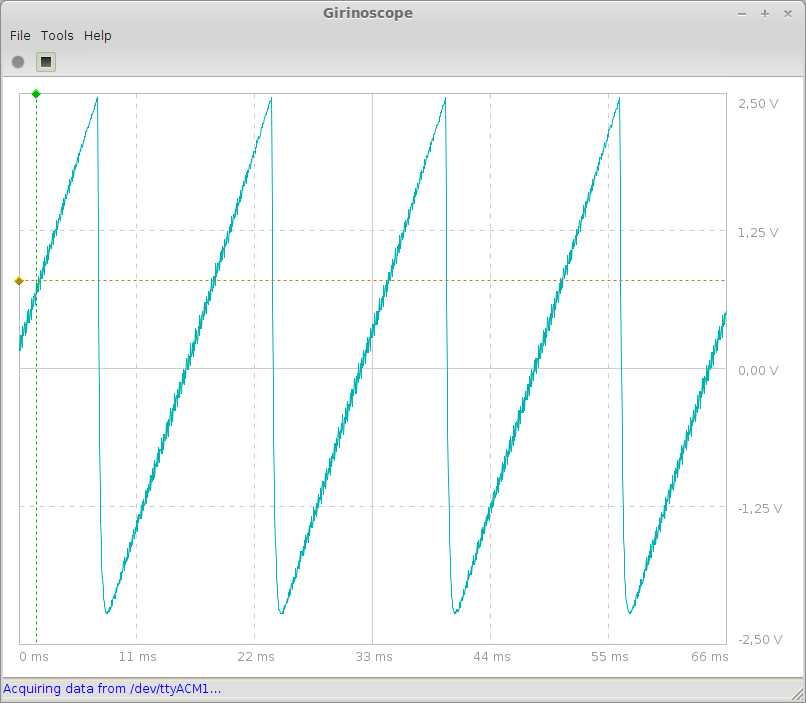 Girinoscope
File Tools Help
2,50 V
1,25 V
0,00 V
-1,25 V
-2,50 V
0 ms 11 ms 22 ms 33 ms 44 ms 55 ms 66 ms
Acquiring data from /dev/ttyACM1...